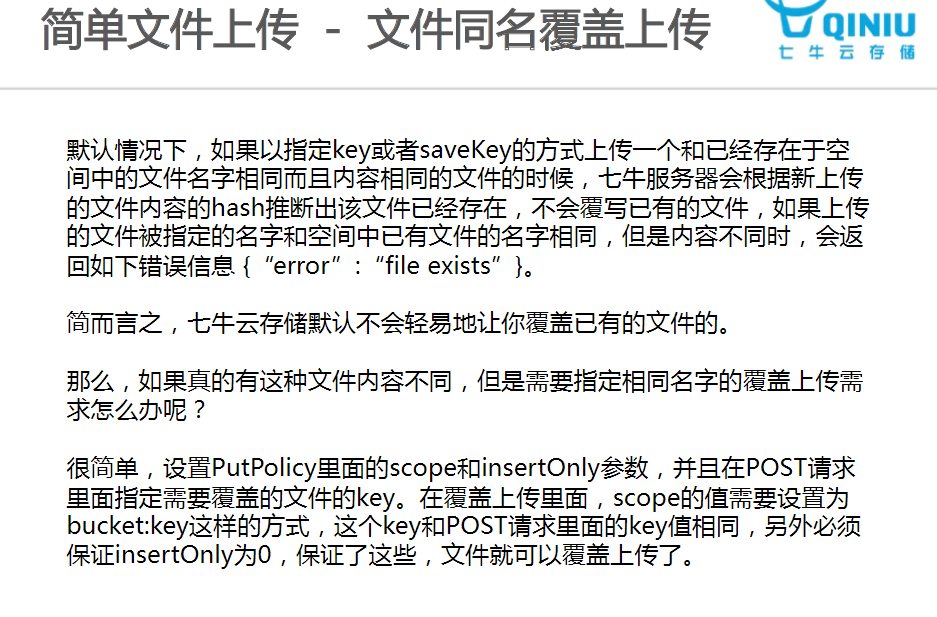 简单文件上传 - 文件同名覆盖上传
QINIU
七牛云存储
默认情况下，如果以指定key或者saveKey的方式上传一个和已经存在于空
间中的文件名字相同而且内容相同的文件的时候，七牛服务器会根据新上传
的文件内容的hash推断出该文件已经存在，不会覆写已有的文件，如果上传
的文件被指定的名字和空间中已有文件的名字相同，但是内容不同时，会返
回如下错误信息 {“error”:“file exists”}。
简而言之，七牛云存储默认不会轻易地让你覆盖已有的文件的。
那么，如果真的有这种文件内容不同，但是需要指定相同名字的覆盖上传需
求怎么办呢？
很简单，设置PutPolicy里面的scope和insertOnly参数，并且在POST请求
里面指定需要覆盖的文件的key。在覆盖上传里面，scope的值需要设置为
bucket:key这样的方式，这个key和POST请求里面的key值相同，另外必须
保证insertOnly为0，保证了这些，文件就可以覆盖上传了。